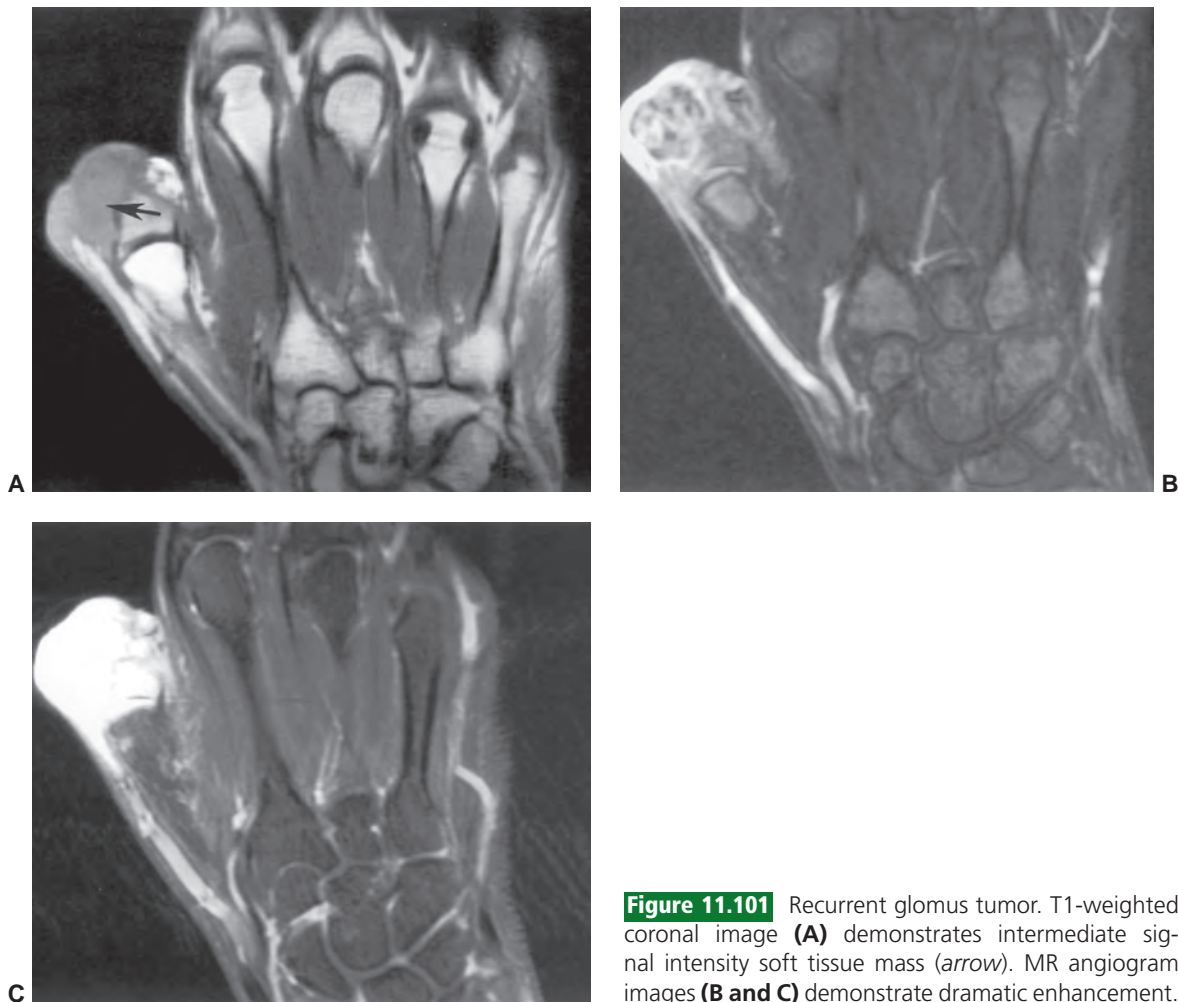 A
B
C
Figure 11.101 Recurrent glomus tumor. T1-weighted
coronal image (A) demonstrates intermediate sig-
nal intensity soft tissue mass (arrow). MR angiogram
images (B and C) demonstrate dramatic enhancement.